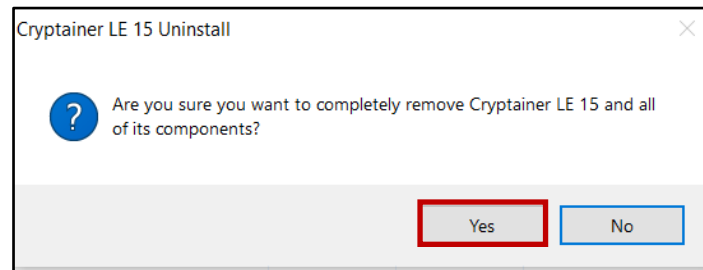 Cryptainer LE 15 Uninstall
Are you sure you want to completely remove Cryptainer LE 15 and all
of its components?
Yes No